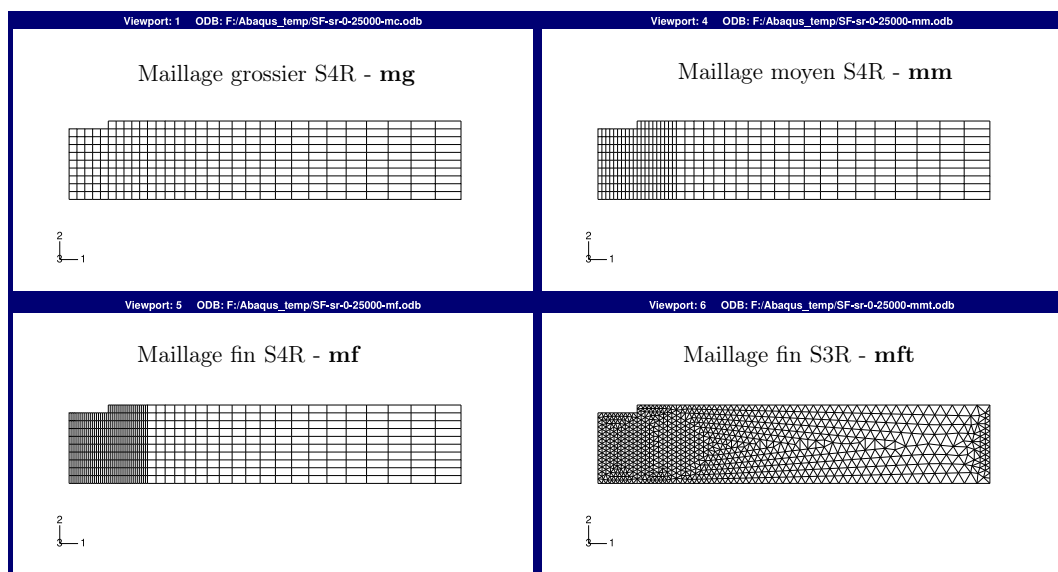 Viewport: 1 ODB: F:/Abaqus_temp/SF-sr-0-25000-mc.odb
Maillage grossier S4R - mg
2
3 1
Viewport: 4 ODB: F:/Abaqus_temp/SF-sr-0-25000-mm.odb
Maillage moyen S4R - mm
2
3 1
Viewport: 5 ODB: F:/Abaqus_temp/SF-sr-0-25000-mf.odb
Maillage fin S4R - mf
2
3 1
Viewport: 6 ODB: F:/Abaqus_temp/SF-sr-0-25000-mmt.odb
Maillage fin S3R - mft
2
3 1